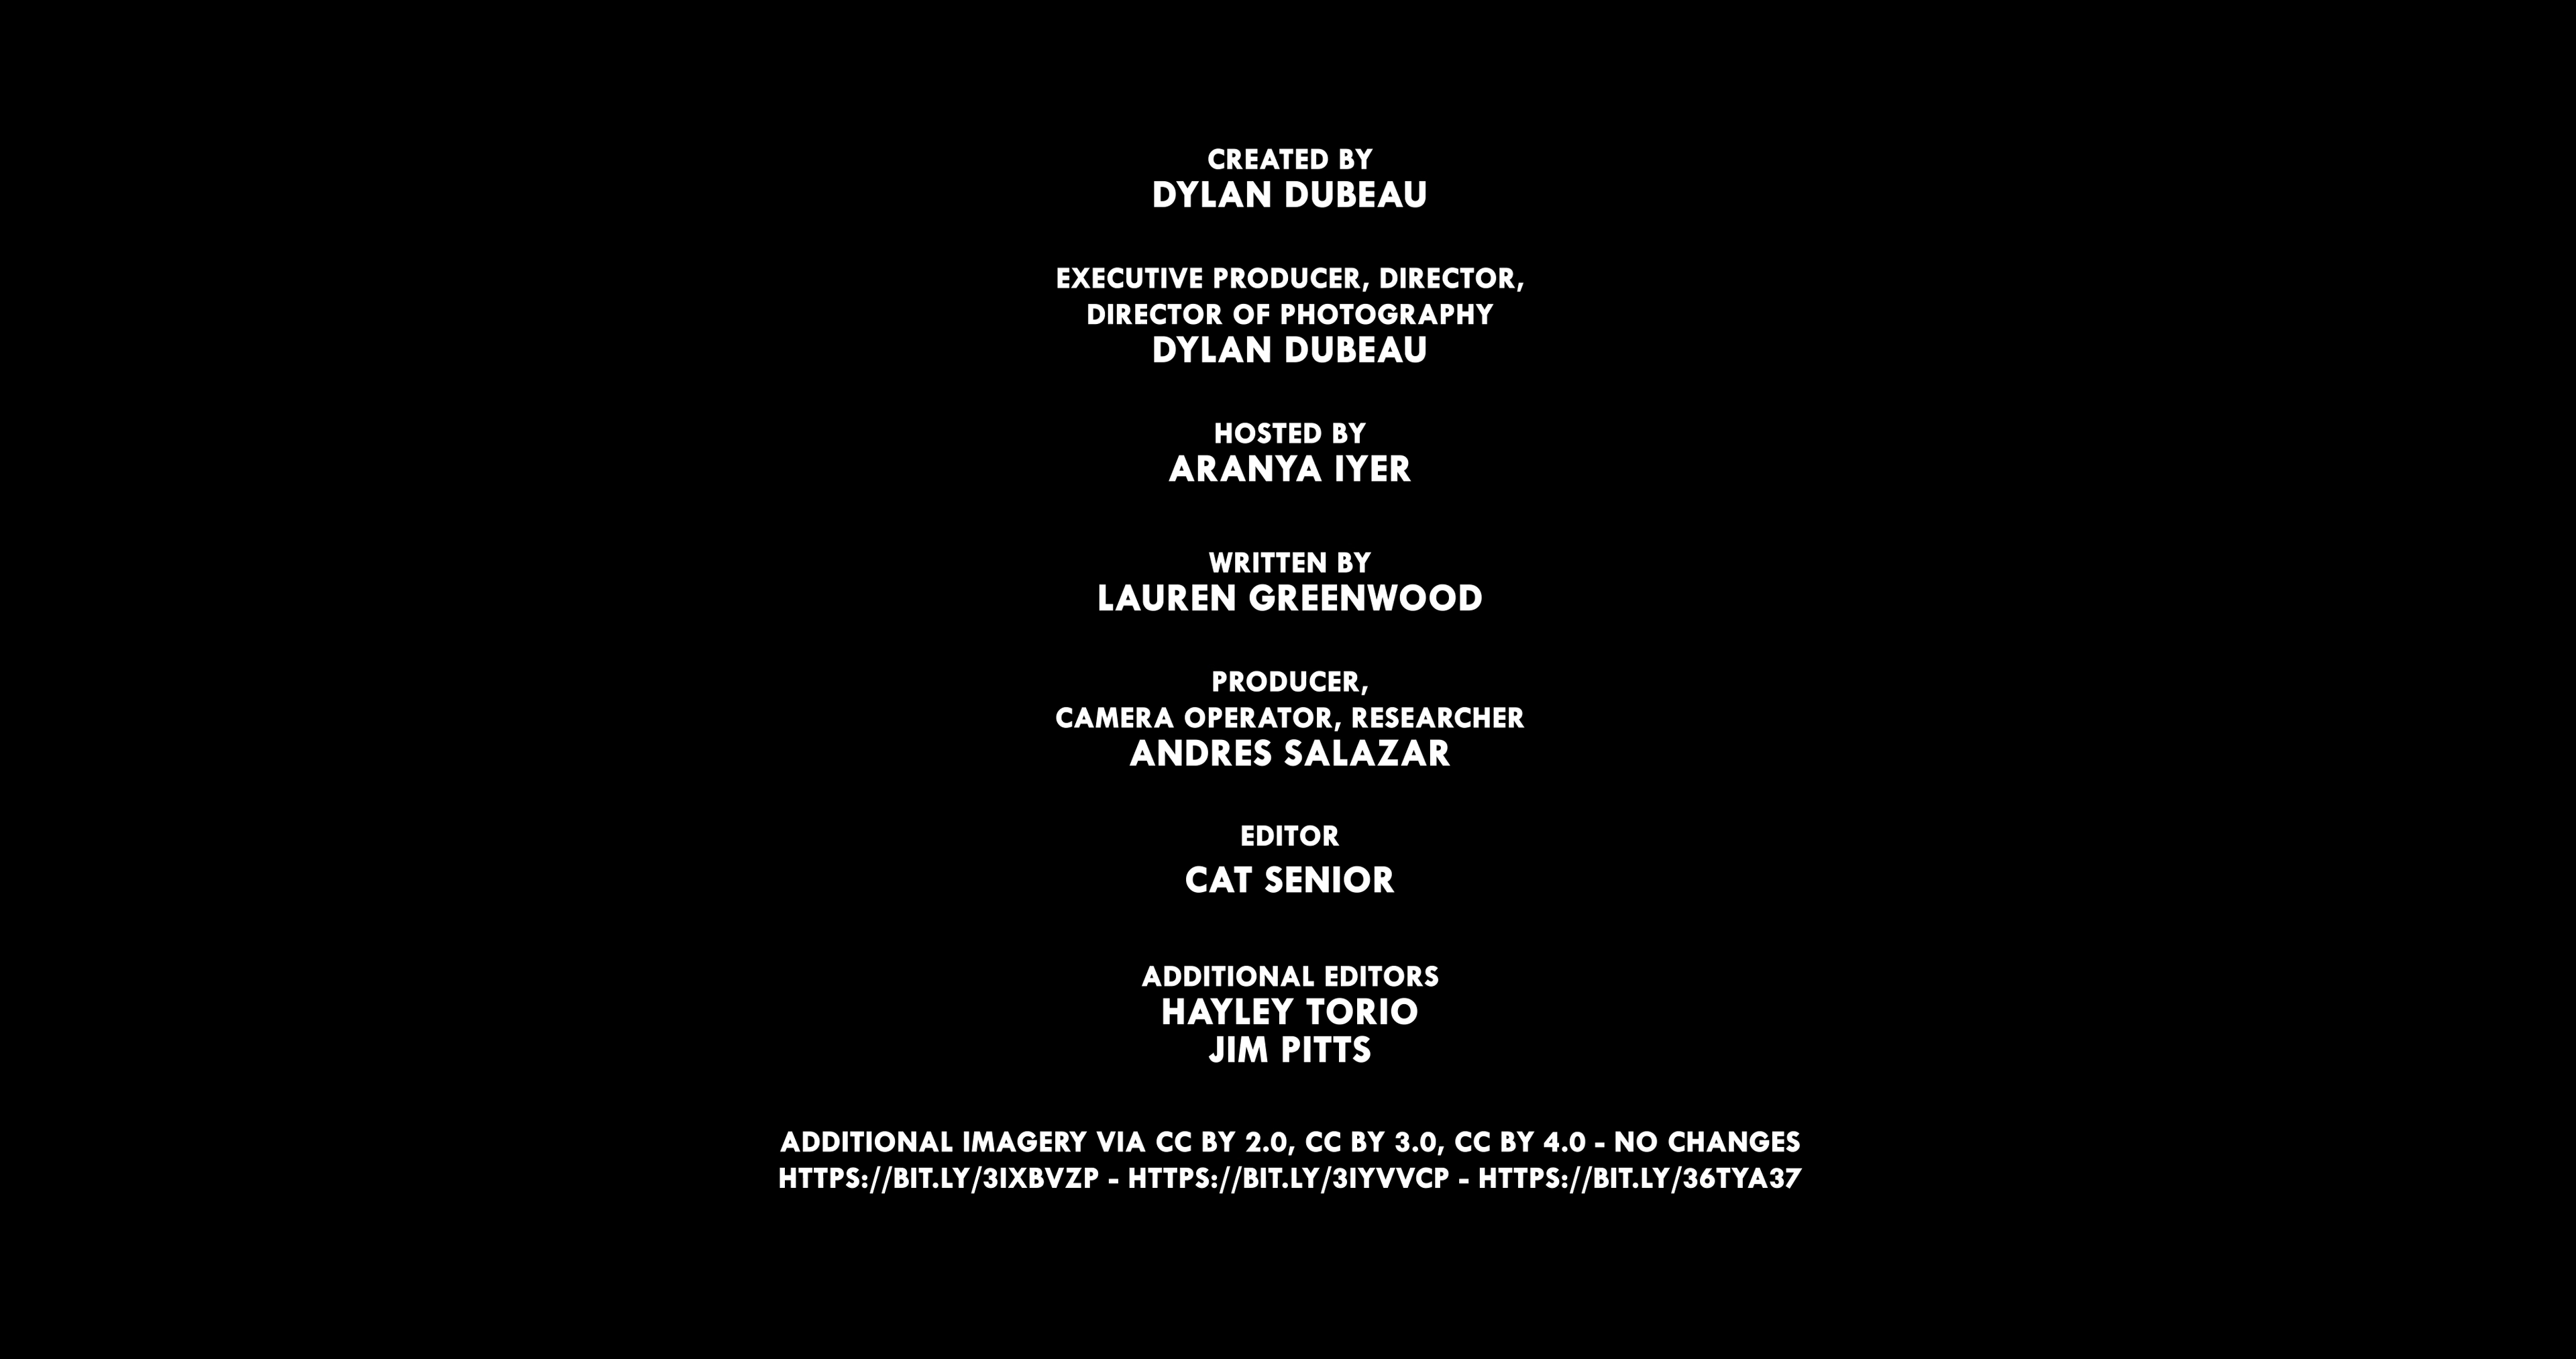 CREATED BY
DYLAN DUBEAU
EXECUTIVE PRODUCER, DIRECTOR,
DIRECTOR OF PHOTOGRAPHY
DYLAN DUBEAU
HOSTED BY
ARANYA IYER
WRITTEN BY
LAUREN GREENWOOD
PRODUCER,
CAMERA OPERATOR, RESEARCHER
ANDRES SALAZAR
EDITOR
CAT SENIOR
ADDITIONAL EDITORS
HAYLEY TORIO
JIM PITTS
ADDITIONAL IMAGERY VIA CC BY 2.0, CC BY 3.0, CC BY 4.0 - NO CHANGES
HTTPS://BIT.LY/3IXBVZP - HTTPS://BIT.LY/3IYVVCP - HTTPS://BIT.LY/36TYA37